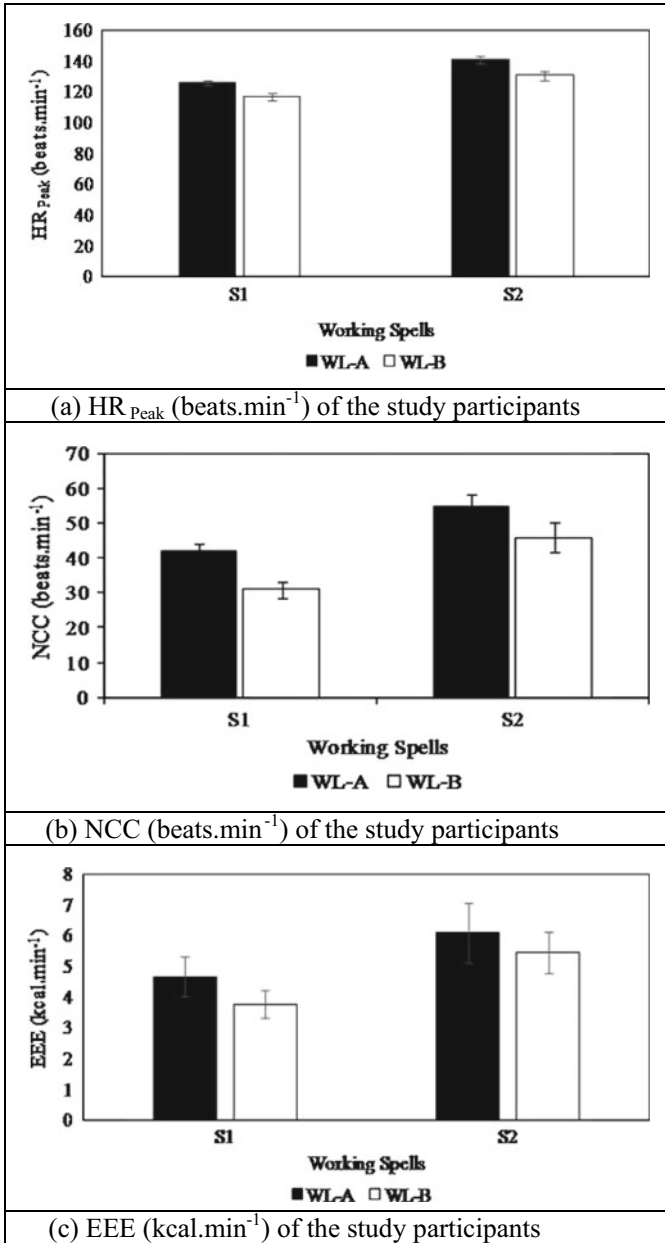 160
140
120
100
80
60
40
20
0
HR Peak (beats.min-1)
S1 S2
Working Spells
WL-A WL-B
(a) HR Peak (beats.min-1) of the study participants
70
60
50
40
30
20
10
0
NCC (beats.min-1)
S1 S2
Working Spells
WL-A WL-B
(b) NCC (beats.min-1) of the study participants
8
7
6
5
4
3
2
1
0
EEE (kcal.min-1)
S1 S2
Working Spells
WL-A WL-B
(c) EEE (kcal.min-1) of the study participants